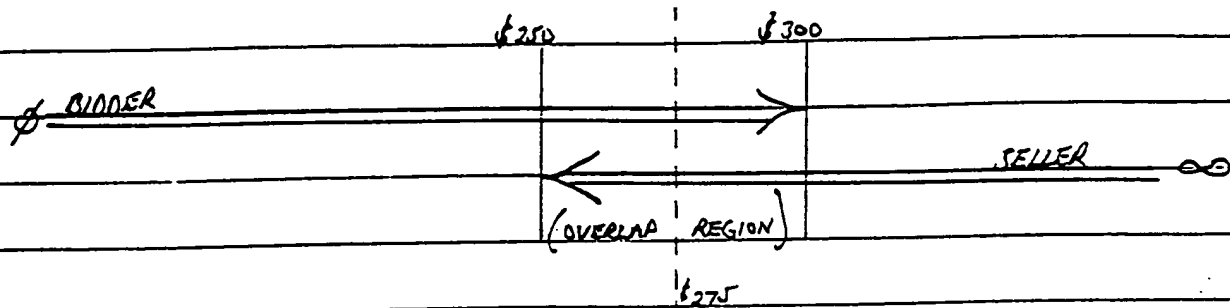 $250 $300
Ø BIDDER
SELLER ∞
(OVERLAP REGION)
$275